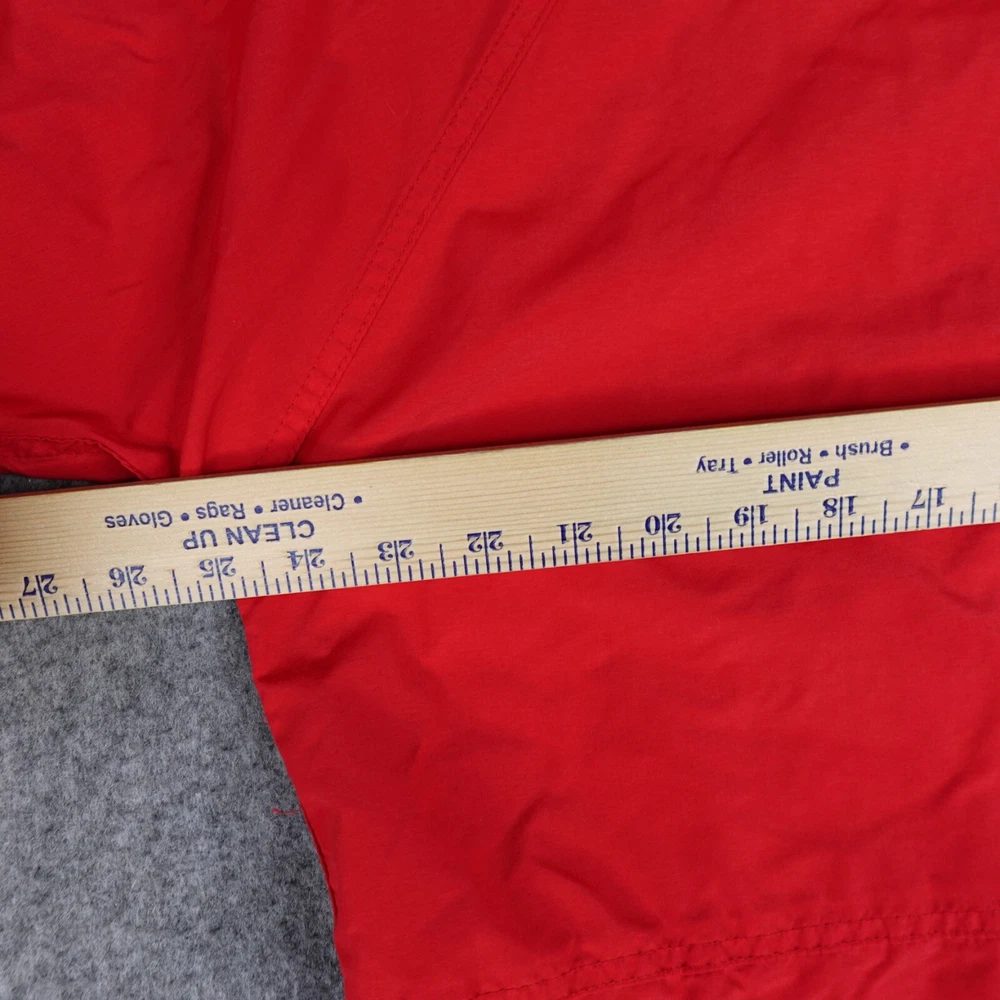 CLEAN UP
• Cleaner • Rags • Gloves
PAINT
• Brush • Roller • Tray
17 18 19 20 21 22 23 24 25 26 27